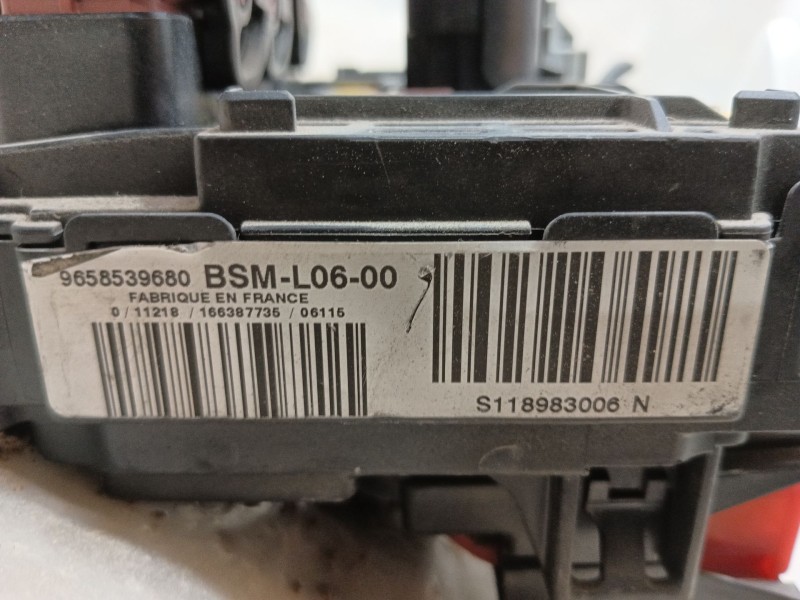 9658539680 BSM-L06-00
FABRIQUE EN FRANCE
0 / 11218 / 166387735 / 06115
S118983006 N